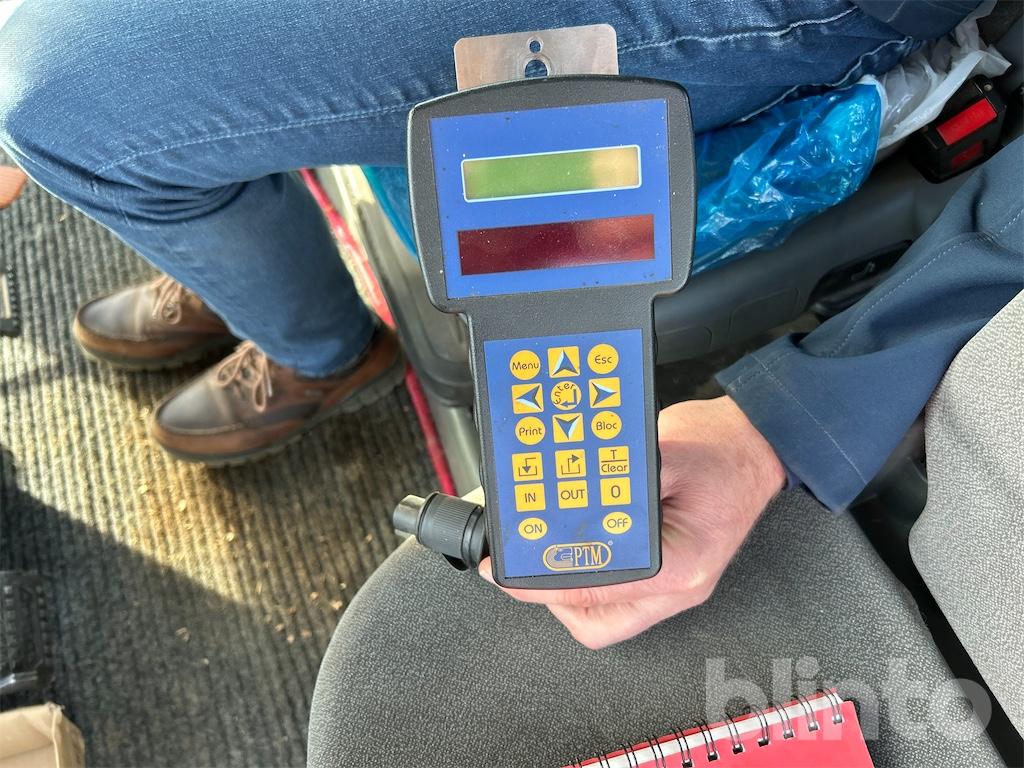 Menu Esc
Enter
Print Bloc
T
Clear
IN OUT 0
ON OFF
PTM®
blinto